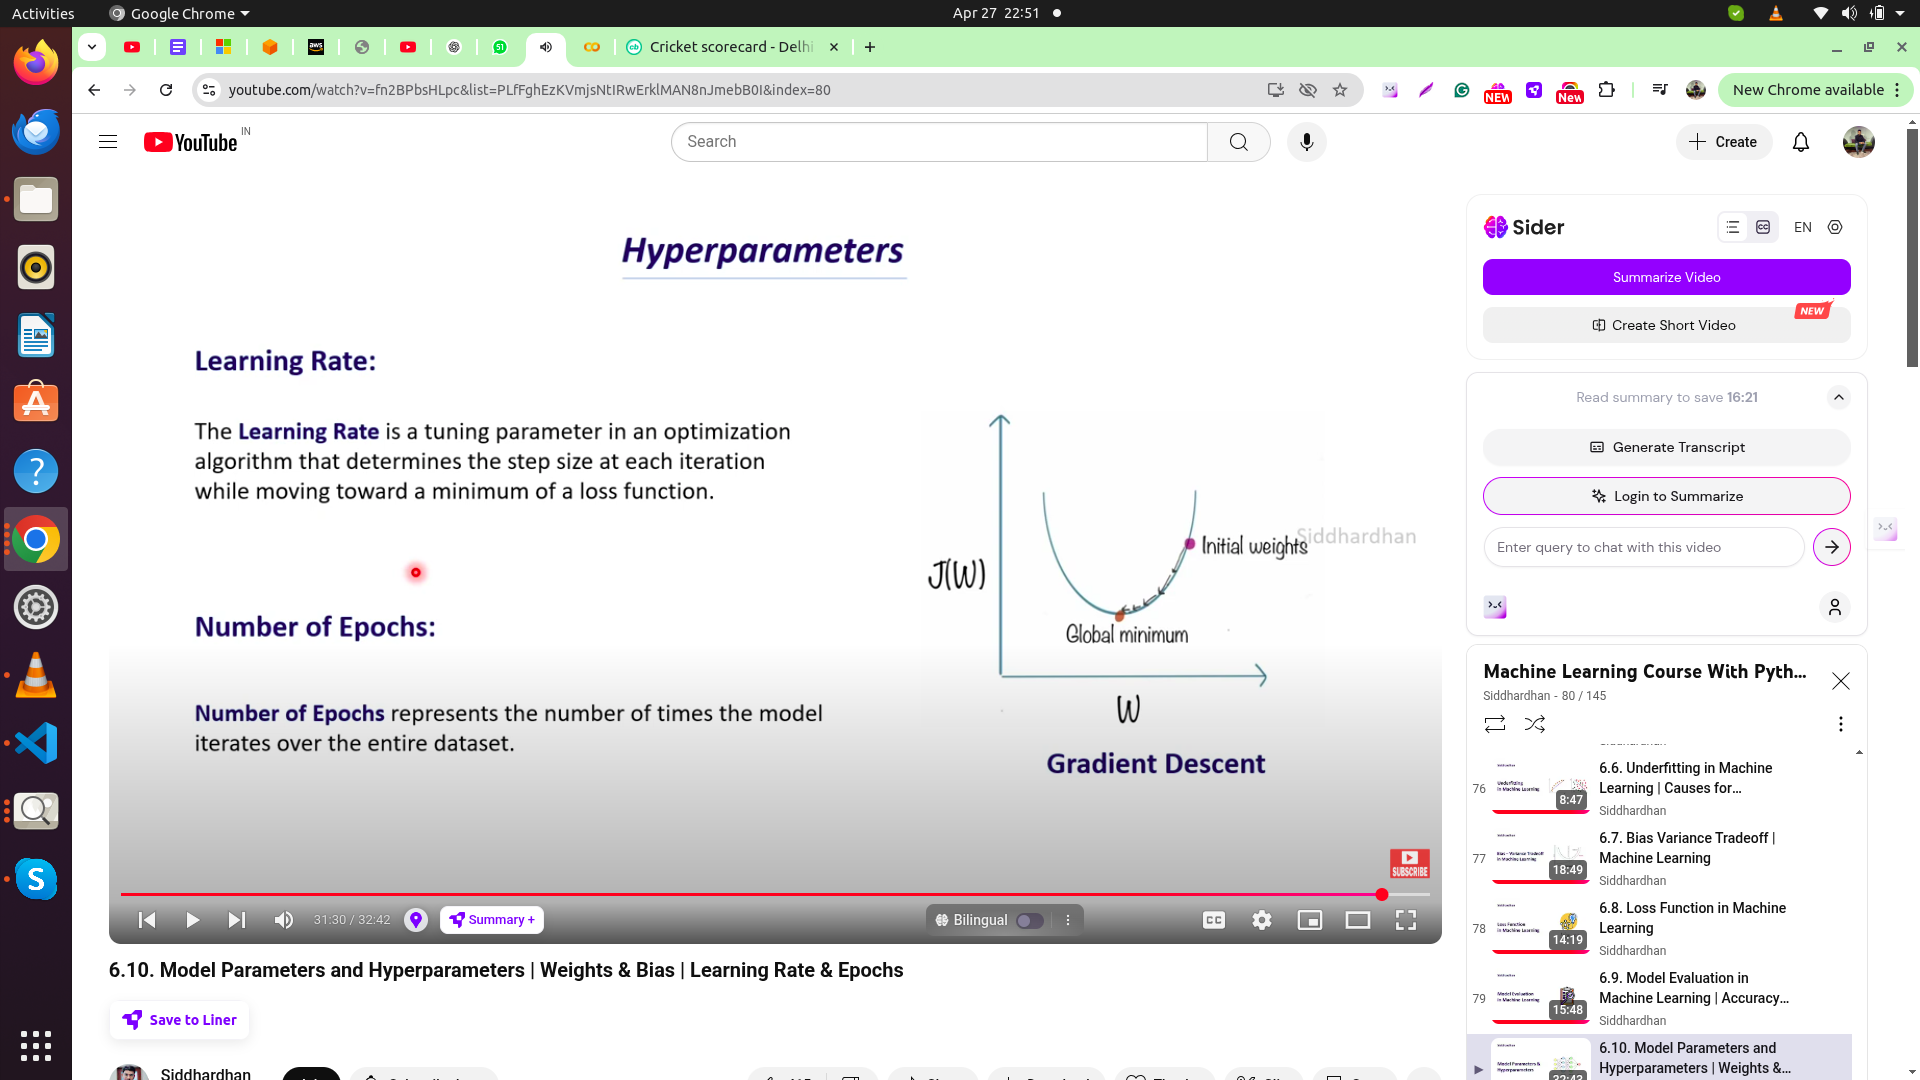 Activities
Google Chrome
Apr 27 22:51
Cricket scorecard - Delhi
youtube.com/watch?v=fn2BPbsHLpc&list=PLfFghEzKVmjsNtIRwErklMAN8nJmebB0I&index=80
NEW
New
New Chrome available
YouTube
IN
Search
Create
Hyperparameters
Learning Rate:
The Learning Rate is a tuning parameter in an optimization
algorithm that determines the step size at each iteration
while moving toward a minimum of a loss function.
Number of Epochs:
Number of Epochs represents the number of times the model
iterates over the entire dataset.
Siddhardhan
Initial weights
J(W)
Global minimum
W
Gradient Descent
SUBSCRIBE
31:30 / 32:42
Summary +
Bilingual
CC
6.10. Model Parameters and Hyperparameters | Weights & Bias | Learning Rate & Epochs
Save to Liner
Siddhardhan
Sider
EN
Summarize Video
NEW
Create Short Video
Read summary to save 16:21
Generate Transcript
Login to Summarize
Enter query to chat with this video
Machine Learning Course With Pyth...
Siddhardhan - 80 / 145
76
8:47
6.6. Underfitting in Machine
Learning | Causes for...
Siddhardhan
77
18:49
6.7. Bias Variance Tradeoff |
Machine Learning
Siddhardhan
78
14:19
6.8. Loss Function in Machine
Learning
Siddhardhan
79
15:48
6.9. Model Evaluation in
Machine Learning | Accuracy...
Siddhardhan
6.10. Model Parameters and
Hyperparameters | Weights &...